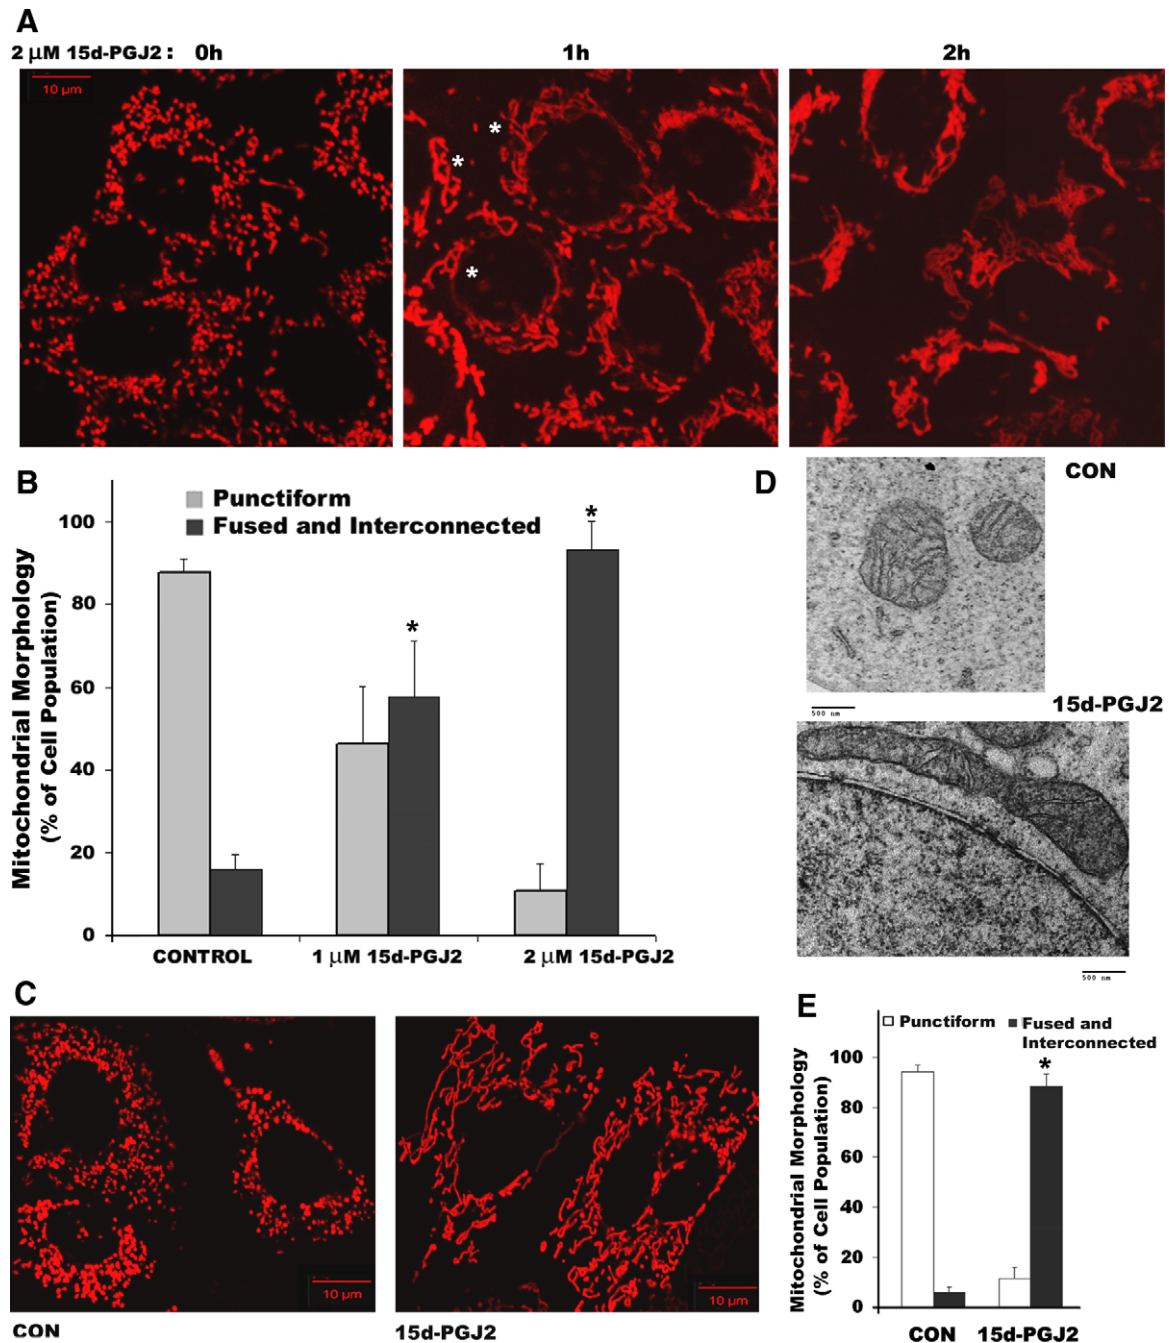 A
2 µM 15d-PGJ2 : 0h 1h 2h
10 µm
*
*
*
B
Punctiform
Fused and Interconnected
Mitochondrial Morphology
(% of Cell Population)
100
80
60
40
20
0
*
*
CONTROL 1 µM 15d-PGJ2 2 µM 15d-PGJ2
D
CON
500 nm
15d-PGJ2
500 nm
C
10 µm
10 µm
CON 15d-PGJ2
E
Punctiform Fused and
Interconnected
Mitochondrial Morphology
(% of Cell Population)
100
80
60
40
20
0
*
CON 15d-PGJ2